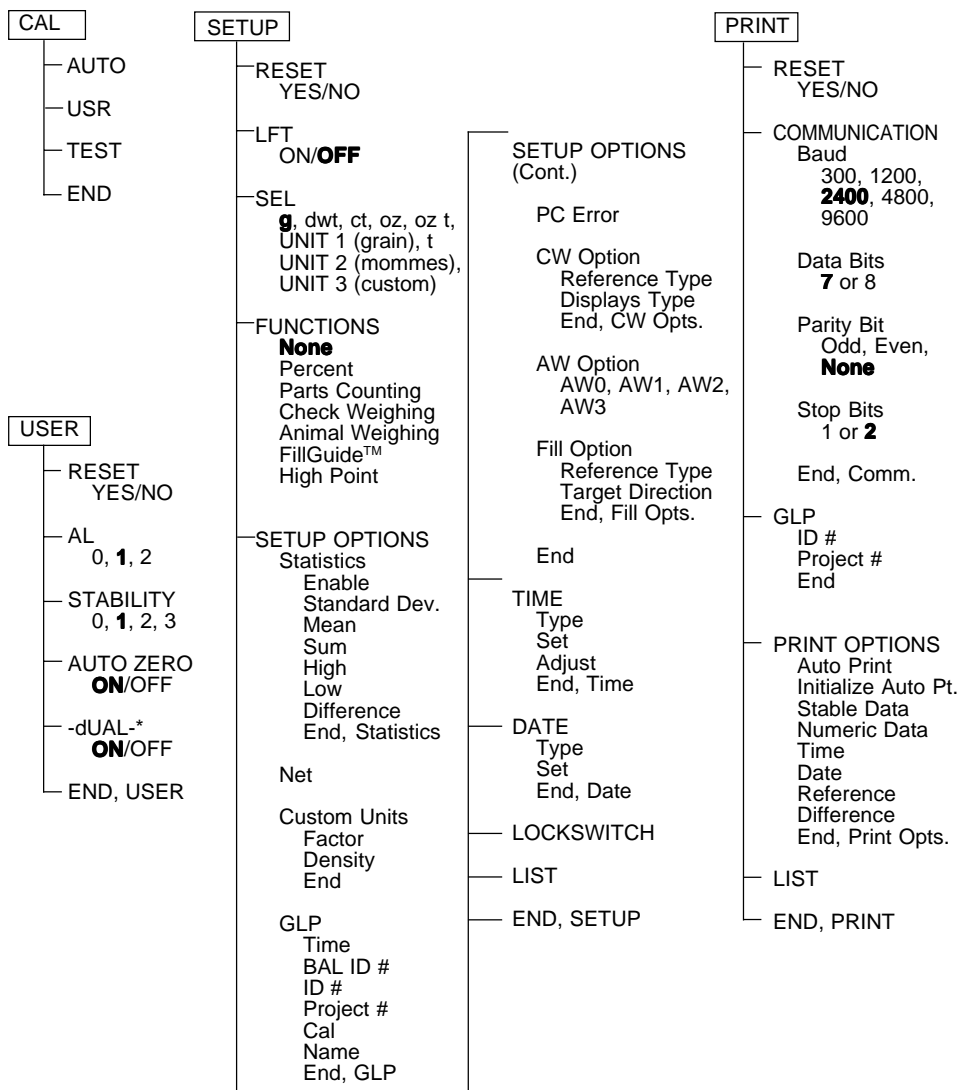 CAL
AUTO
USR
TEST
END
USER
RESET
YES/NO
AL
0, 1, 2
STABILITY
0, 1, 2, 3
AUTO ZERO
ON/OFF
-dUAL-*
ON/OFF
END, USER
SETUP
RESET
YES/NO
LFT
ON/OFF
SEL
g, dwt, ct, oz, oz t,
UNIT 1 (grain), t
UNIT 2 (mommes),
UNIT 3 (custom)
FUNCTIONS
None
Percent
Parts Counting
Check Weighing
Animal Weighing
FillGuide™
High Point
SETUP OPTIONS
Statistics
Enable
Standard Dev.
Mean
Sum
High
Low
Difference
End, Statistics
Net
Custom Units
Factor
Density
End
GLP
Time
BAL ID #
ID #
Project #
Cal
Name
End, GLP
SETUP OPTIONS
(Cont.)
PC Error
CW Option
Reference Type
Displays Type
End, CW Opts.
AW Option
AW0, AW1, AW2,
AW3
Fill Option
Reference Type
Target Direction
End, Fill Opts.
End
TIME
Type
Set
Adjust
End, Time
DATE
Type
Set
End, Date
LOCKSWITCH
LIST
END, SETUP
PRINT
RESET
YES/NO
COMMUNICATION
Baud
300, 1200,
2400, 4800,
9600
Data Bits
7 or 8
Parity Bit
Odd, Even,
None
Stop Bits
1 or 2
End, Comm.
GLP
ID #
Project #
End
PRINT OPTIONS
Auto Print
Initialize Auto Pt.
Stable Data
Numeric Data
Time
Date
Reference
Difference
End, Print Opts.
LIST
END, PRINT